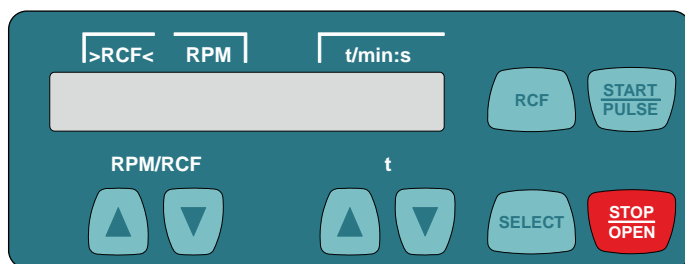 >RCF< RPM t/min:s
RCF
START
PULSE
RPM/RCF t
SELECT
STOP
OPEN